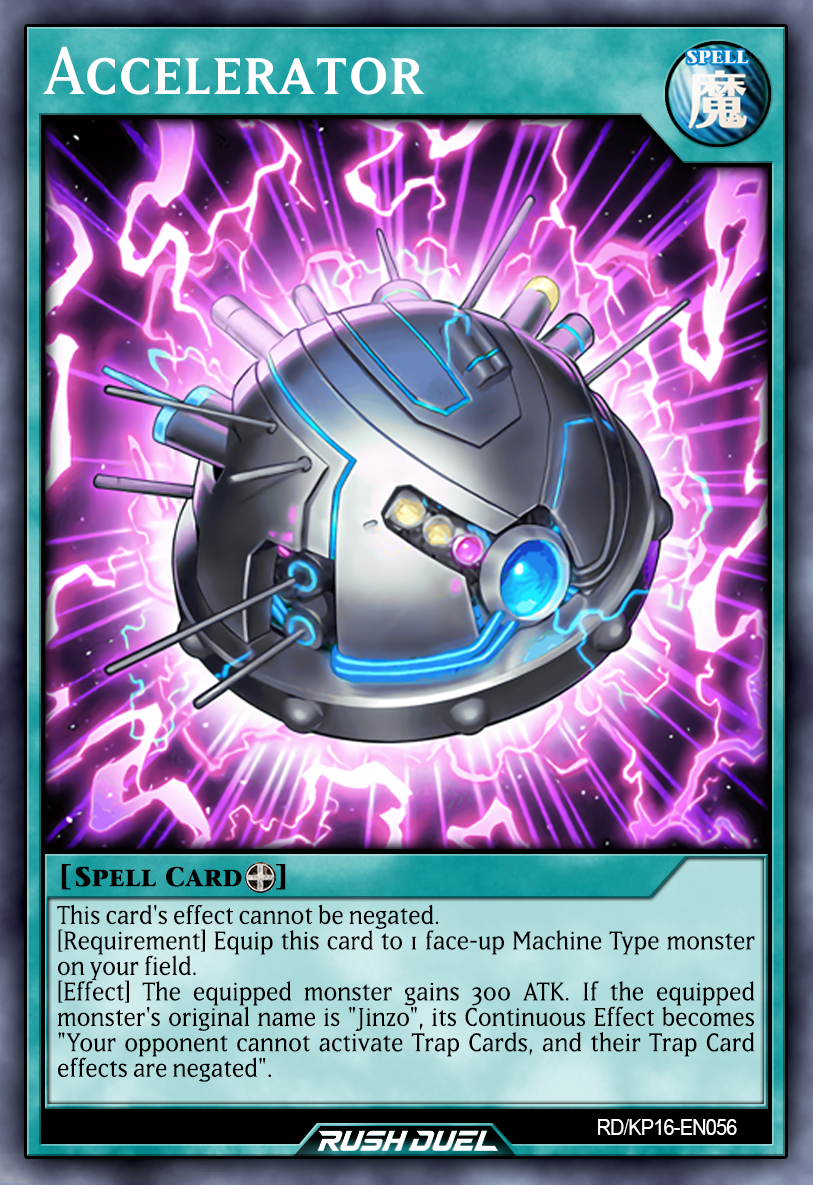 Accelerator
SPELL
魔
[Spell Card]
This card's effect cannot be negated.
[Requirement] Equip this card to 1 face-up Machine Type monster
on your field.
[Effect] The equipped monster gains 300 ATK. If the equipped
monster's original name is "Jinzo", its Continuous Effect becomes
"Your opponent cannot activate Trap Cards, and their Trap Card
effects are negated".
RD/KP16-EN056
RUSH DUEL